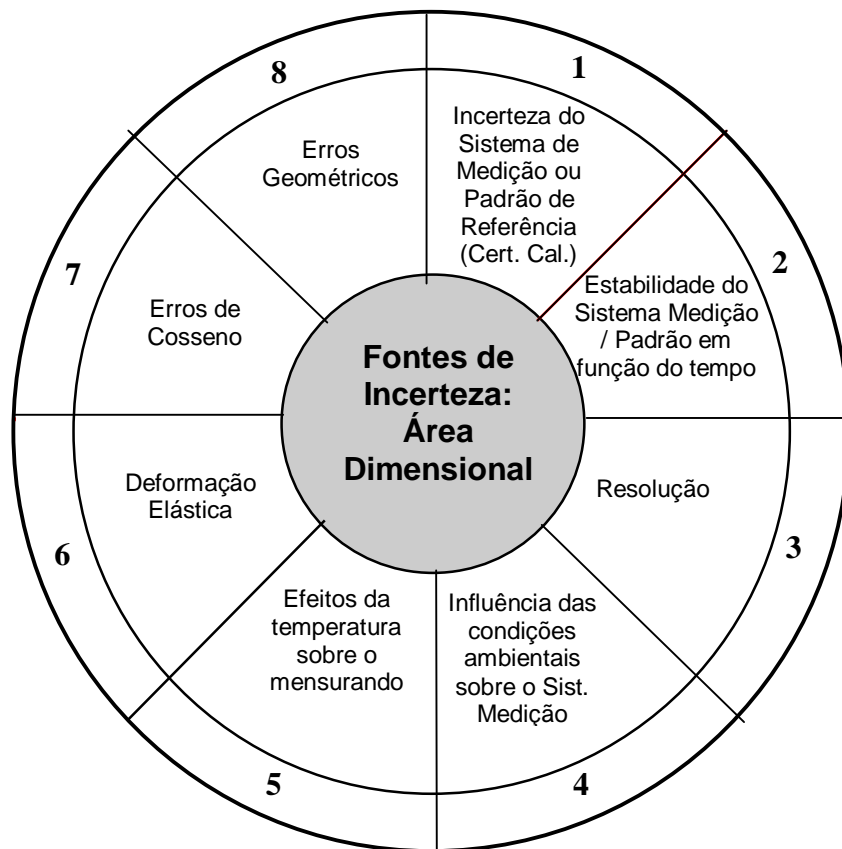 Fontes de
Incerteza:
Área
Dimensional
1
Incerteza do
Sistema de
Medição ou
Padrão de
Referência
(Cert. Cal.)
2
Estabilidade do
Sistema Medição
/ Padrão em
função do tempo
3
Resolução
4
Influência das
condições
ambientais
sobre o Sist.
Medição
5
Efeitos da
temperatura
sobre o
mensurando
6
Deformação
Elástica
7
Erros de
Cosseno
8
Erros
Geométricos